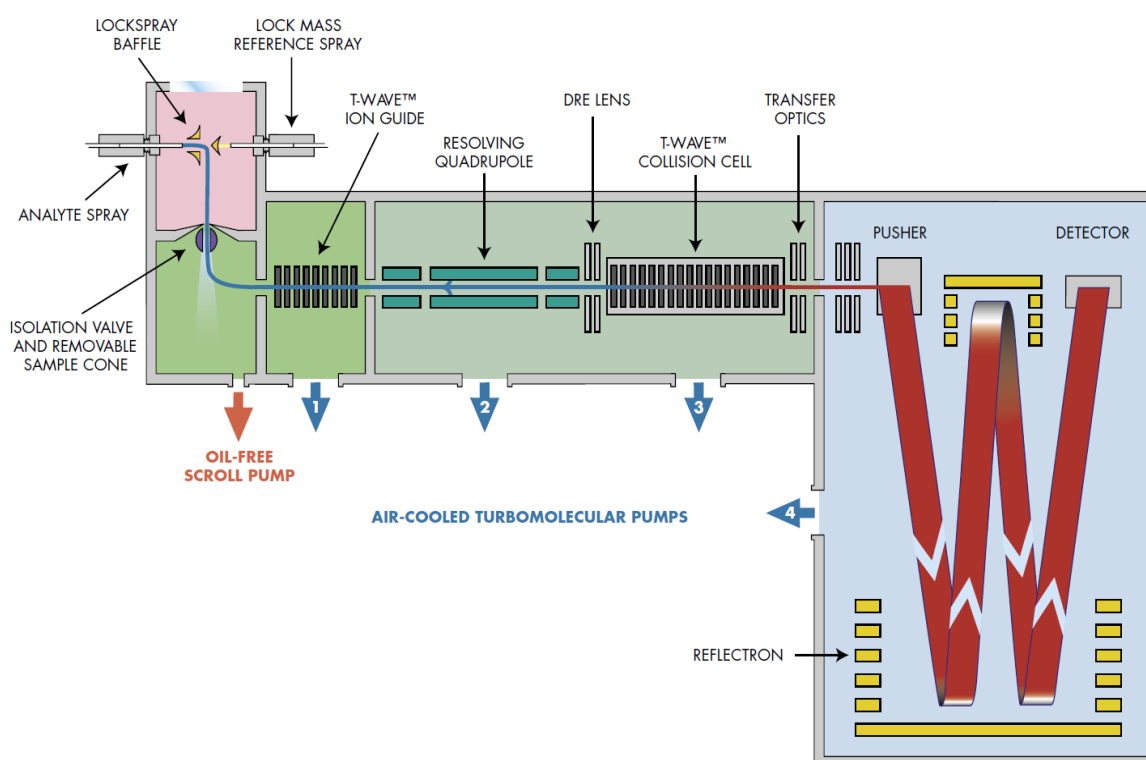 LOCKSPRAY
BAFFLE
LOCK MASS
REFERENCE SPRAY
T-WAVE™
ION GUIDE
RESOLVING
QUADRUPOLE
DRE LENS
T-WAVE™
COLLISION CELL
TRANSFER
OPTICS
ANALYTE SPRAY
PUSHER
DETECTOR
ISOLATION VALVE
AND REMOVABLE
SAMPLE CONE
1
2
3
OIL-FREE
SCROLL PUMP
AIR-COOLED TURBOMOLECULAR PUMPS
4
REFLECTRON